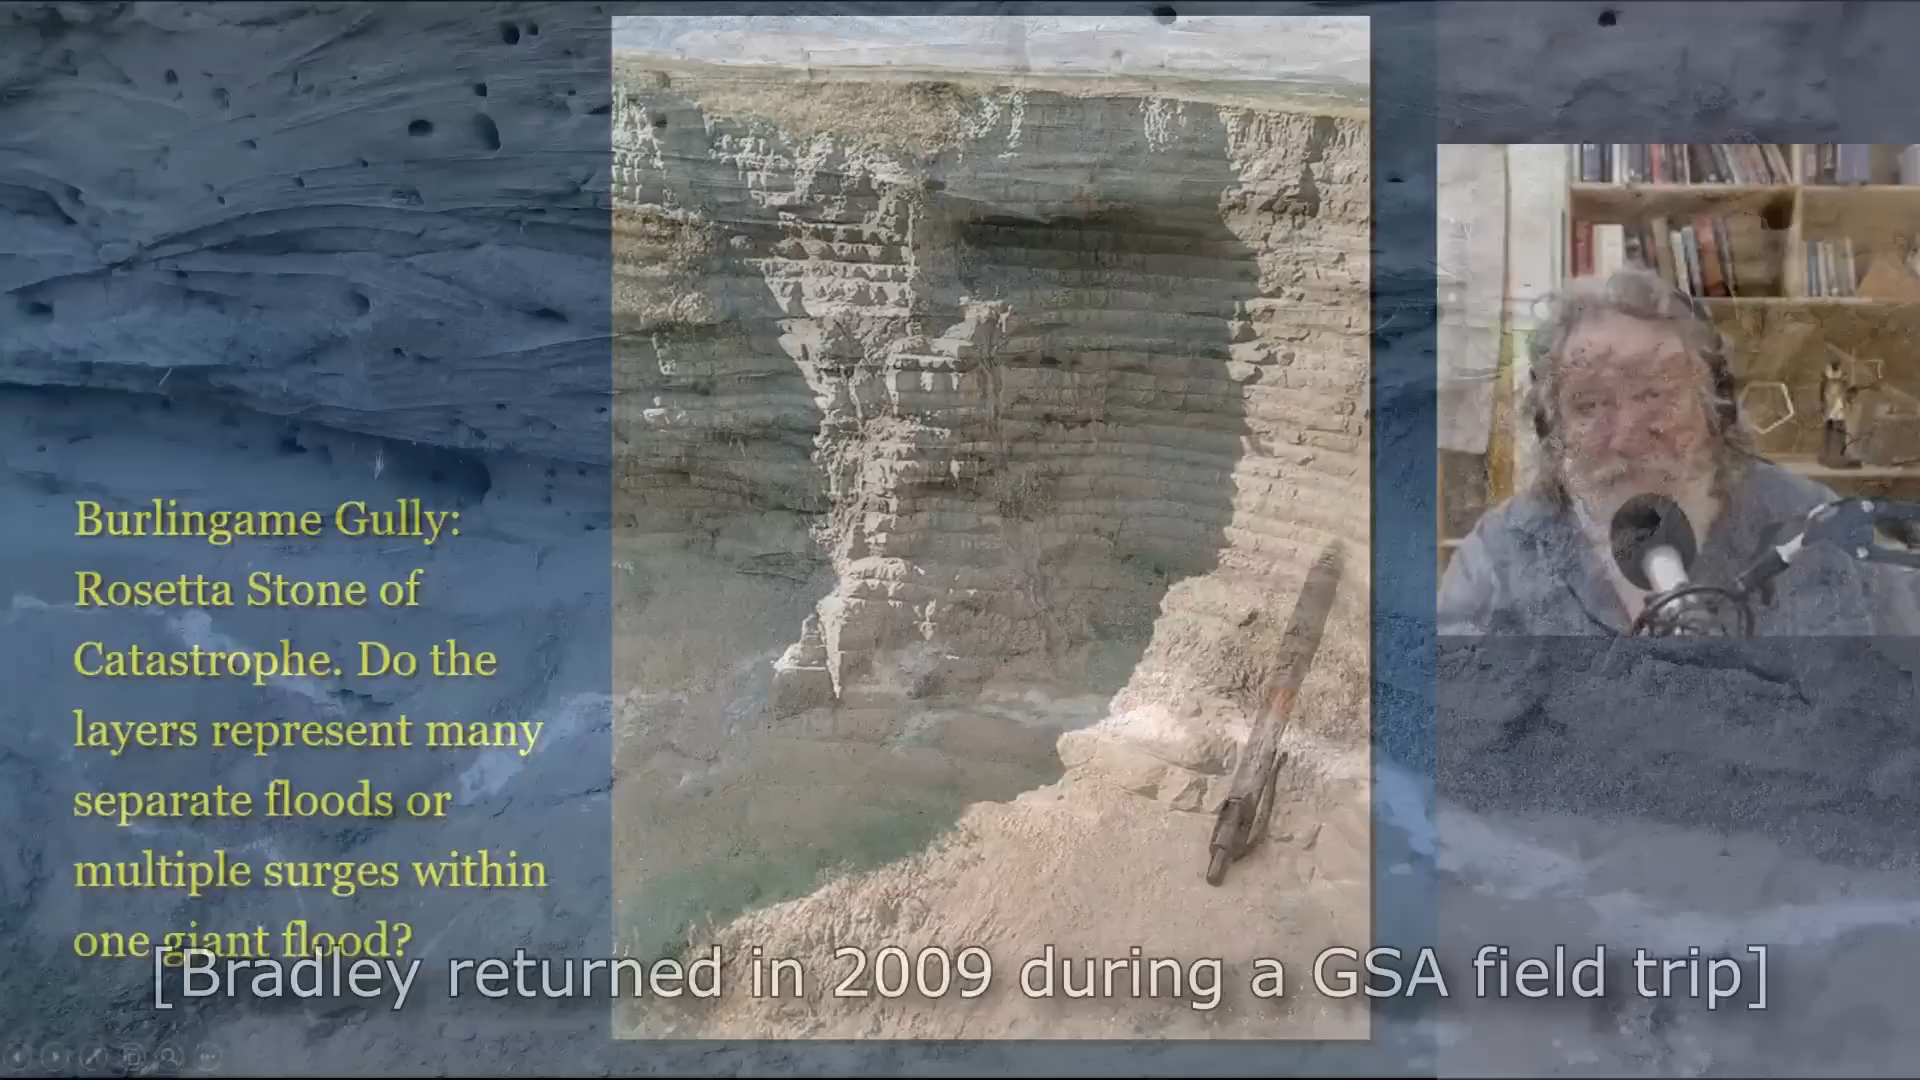 Burlingame Gully:
Rosetta Stone of
Catastrophe. Do the
layers represent many
separate floods or
multiple surges within
one giant flood?
[Bradley returned in 2009 during a GSA field trip]